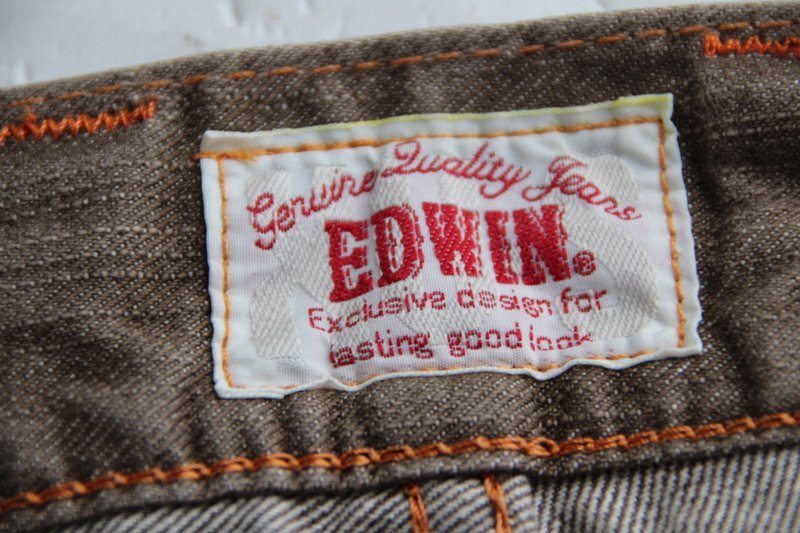 Genuine Quality Jeans
EDWIN®
Exclusive design for
lasting good look